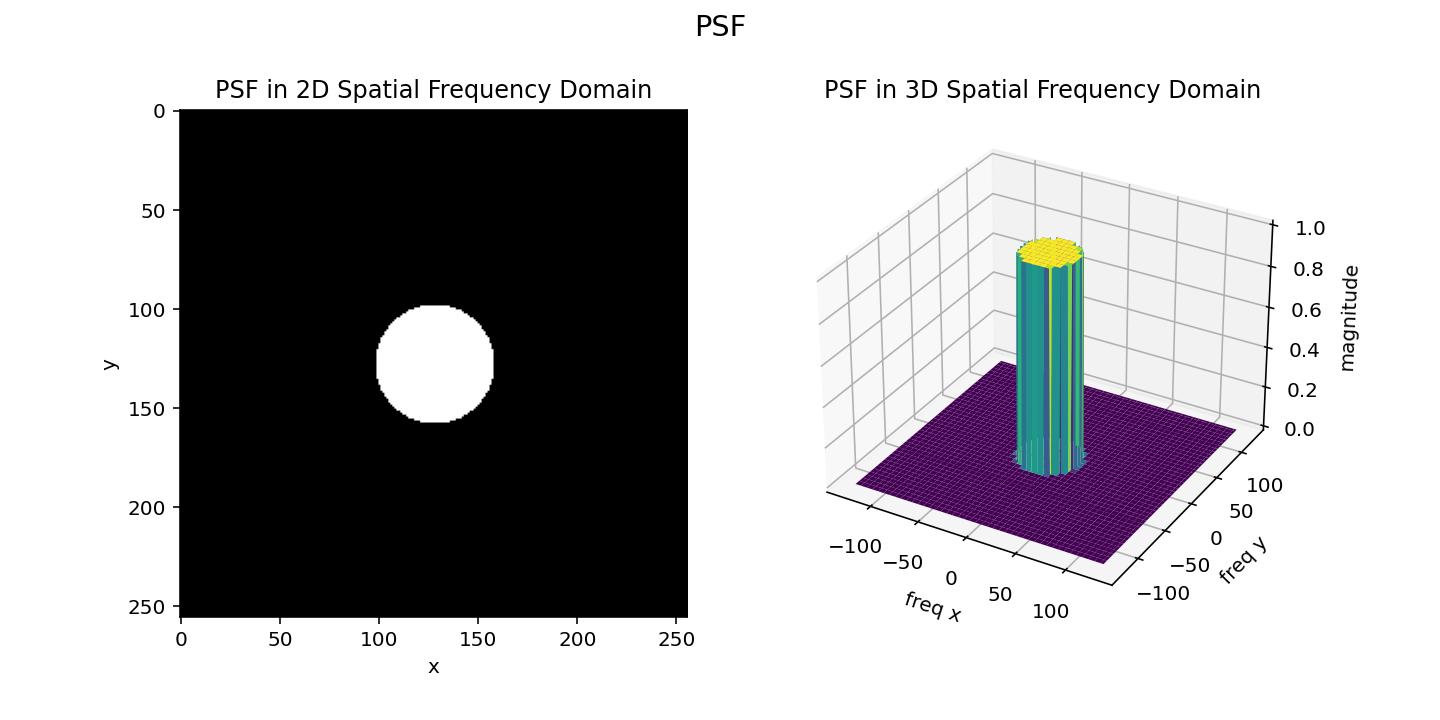 PSF
PSF in 2D Spatial Frequency Domain
0
50
100
150
200
250
y
0 50 100 150 200 250
x
PSF in 3D Spatial Frequency Domain
1.0
0.8
0.6
0.4
0.2
0.0
magnitude
−100 −50 0 50 100
freq x
100
50
0
−50
−100
freq y